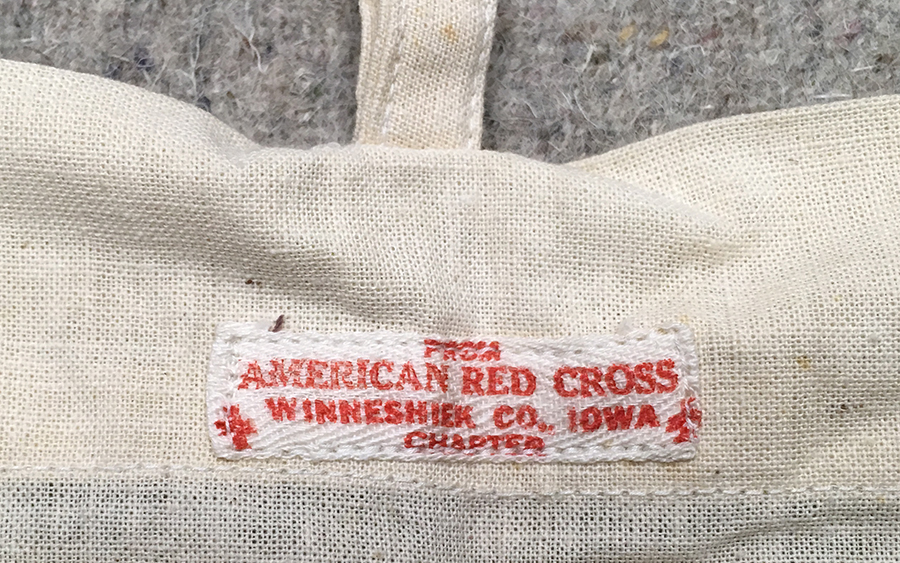 FROM
AMERICAN RED CROSS
WINNESHIEK CO., IOWA
CHAPTER